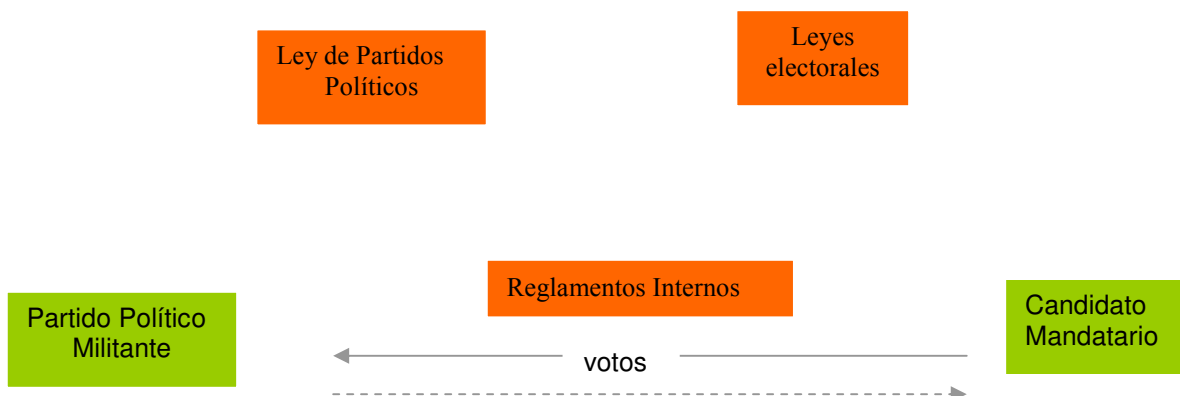 Ley de Partidos
Políticos
Leyes
electorales
Reglamentos Internos
Partido Político
Militante
Candidato
Mandatario
votos